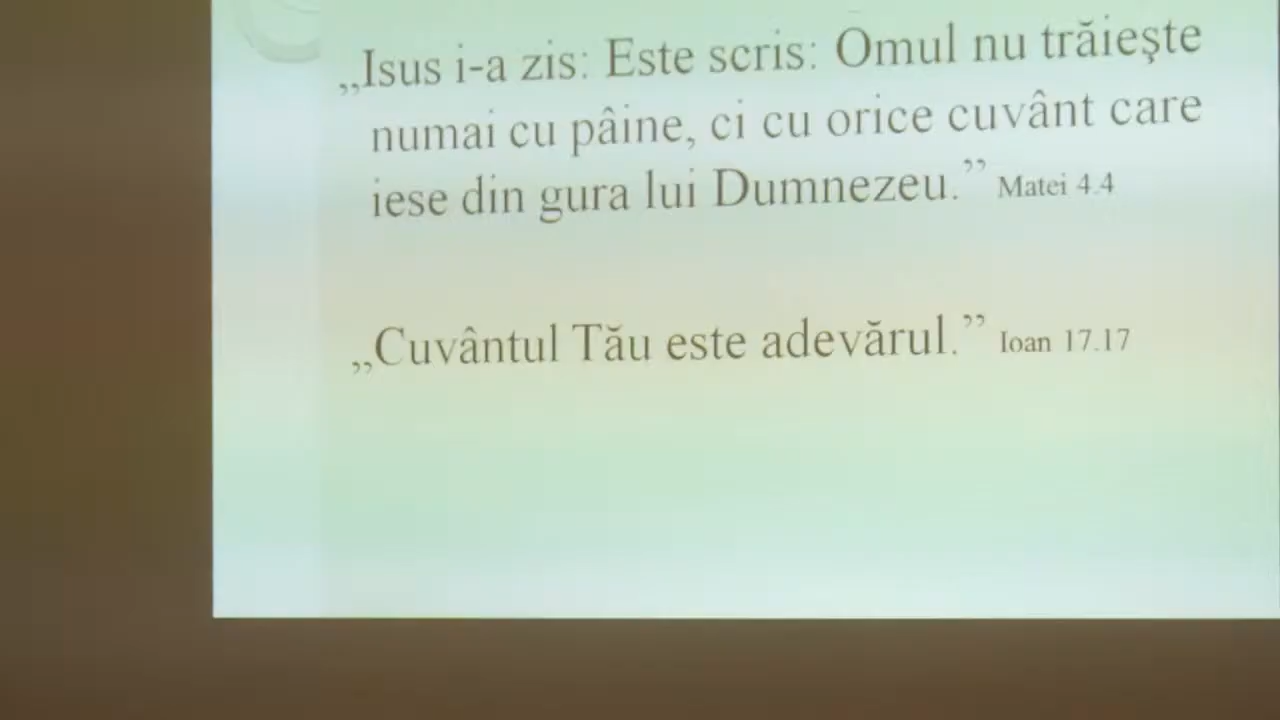 „Isus i-a zis: Este scris: Omul nu trăieşte
numai cu pâine, ci cu orice cuvânt care
iese din gura lui Dumnezeu.” Matei 4.4
„Cuvântul Tău este adevărul.” Ioan 17.17